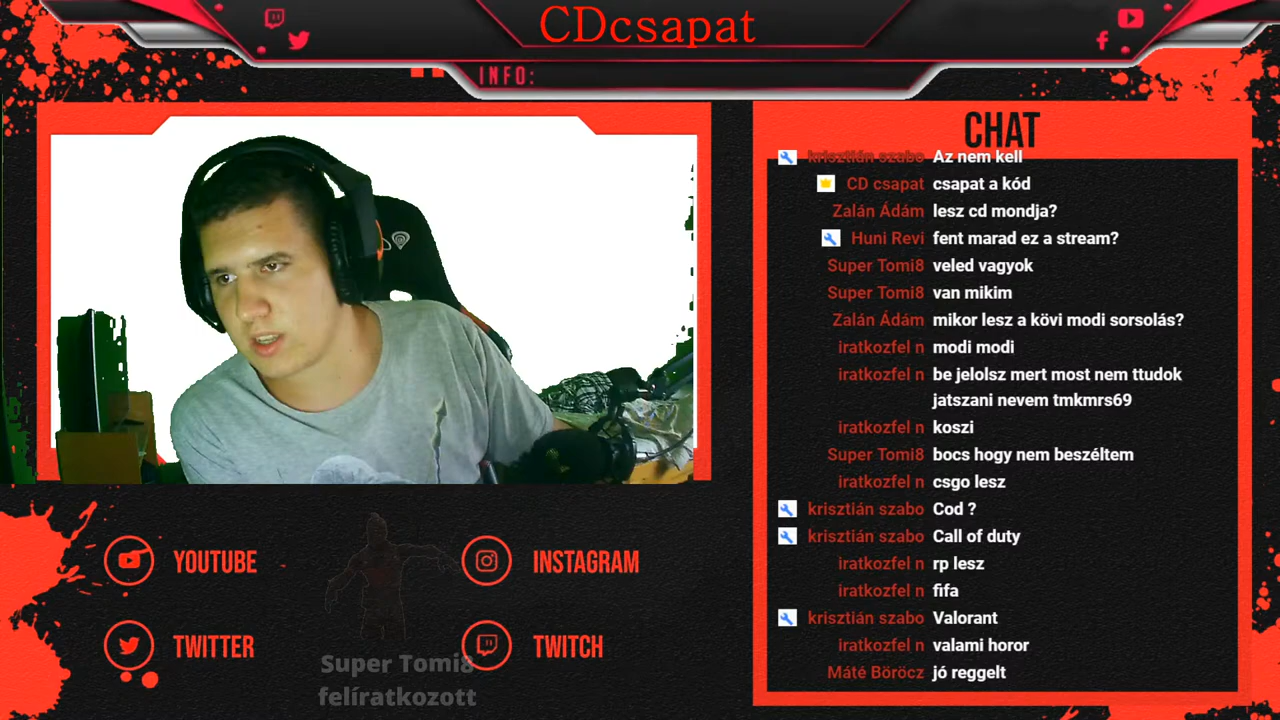 CDcsapat
INFO:
CHAT
krisztián szabo Az nem kell
CD csapat csapat a kód
Zalán Ádám lesz cd mondja?
Huni Revi fent marad ez a stream?
Super Tomi8 veled vagyok
Super Tomi8 van mikim
Zalán Ádám mikor lesz a kövi modi sorsolás?
iratkozfel n modi modi
iratkozfel n be jelolsz mert most nem ttudok
jatszani nevem tmkmrs69
iratkozfel n koszi
Super Tomi8 bocs hogy nem beszéltem
iratkozfel n csgo lesz
krisztián szabo Cod ?
krisztián szabo Call of duty
iratkozfel n rp lesz
iratkozfel n fifa
krisztián szabo Valorant
iratkozfel n valami horor
Máté Böröcz jó reggelt
YOUTUBE
INSTAGRAM
TWITTER
TWITCH
Super Tomi8
felíratkozott